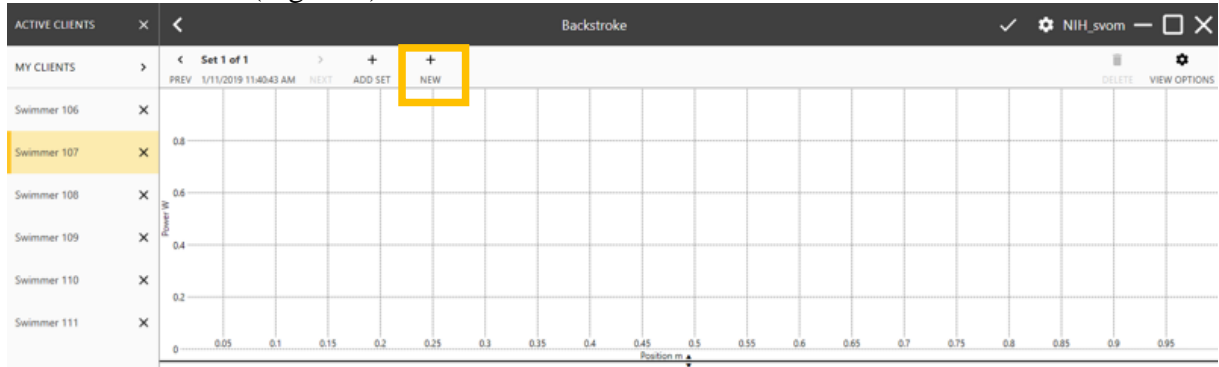 ACTIVE CLIENTS
Backstroke
NIH_svom
MY CLIENTS
Set 1 of 1
PREV 1/11/2019 11:40:43 AM NEXT ADD SET NEW DELETE VIEW OPTIONS
Swimmer 106
Swimmer 107
Swimmer 108
Swimmer 109
Swimmer 110
Swimmer 111
Power W
0.8
0.6
0.4
0.2
0
0.05 0.1 0.15 0.2 0.25 0.3 0.35 0.4 0.45 0.5 0.55 0.6 0.65 0.7 0.75 0.8 0.85 0.9 0.95
Position m